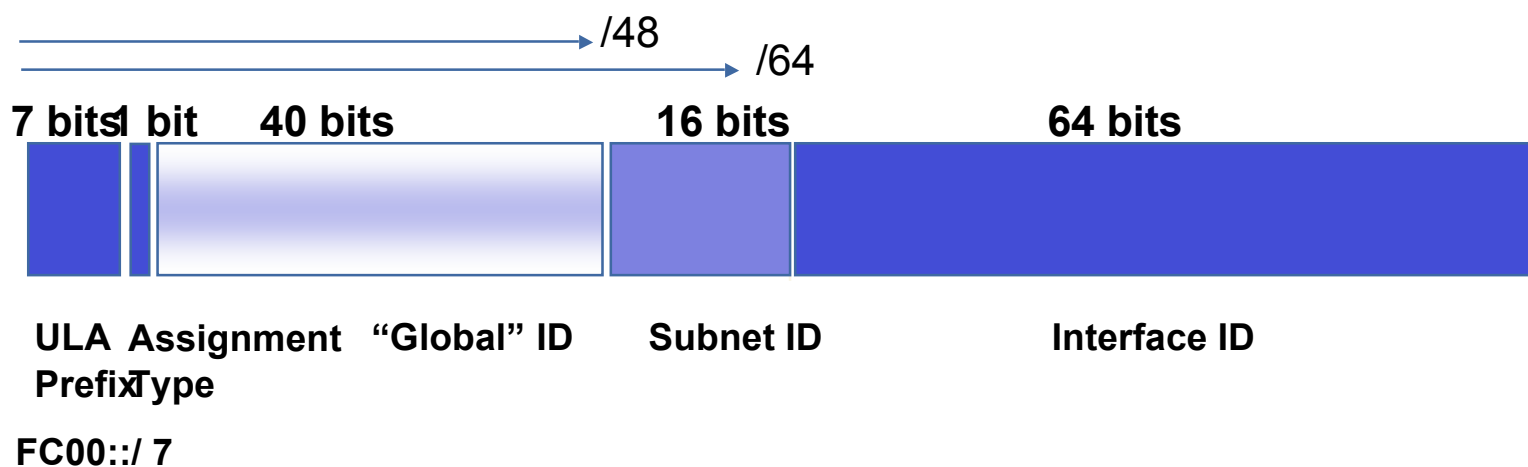 /48
/64
7 bits 1 bit 40 bits 16 bits 64 bits
ULA Assignment “Global” ID Subnet ID Interface ID
Prefix Type
FC00::/ 7